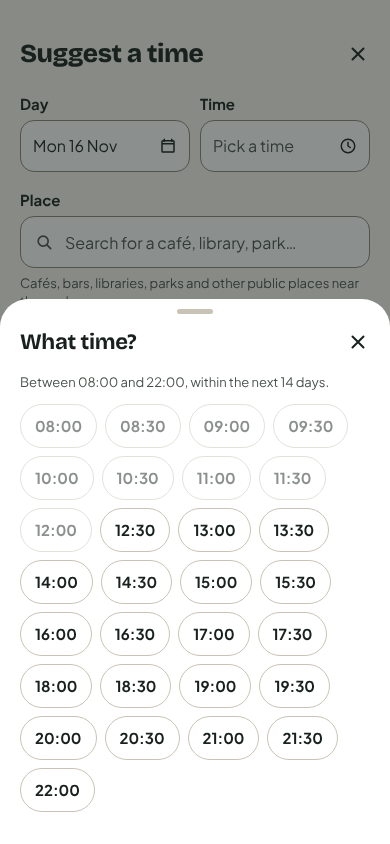 Suggest a time
Day
Time
Mon 16 Nov
Pick a time
Place
Search for a café, library, park...
Cafés, bars, libraries, parks and other public places near
What time?
Between 08:00 and 22:00, within the next 14 days.
08:00 08:30 09:00 09:30
10:00 10:30 11:00 11:30
12:00 12:30 13:00 13:30
14:00 14:30 15:00 15:30
16:00 16:30 17:00 17:30
18:00 18:30 19:00 19:30
20:00 20:30 21:00 21:30
22:00